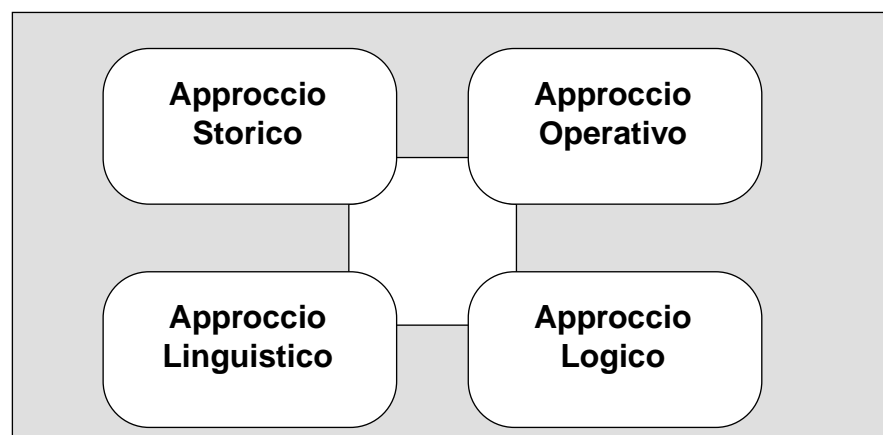 Approccio
Storico
Approccio
Operativo
Approccio
Linguistico
Approccio
Logico